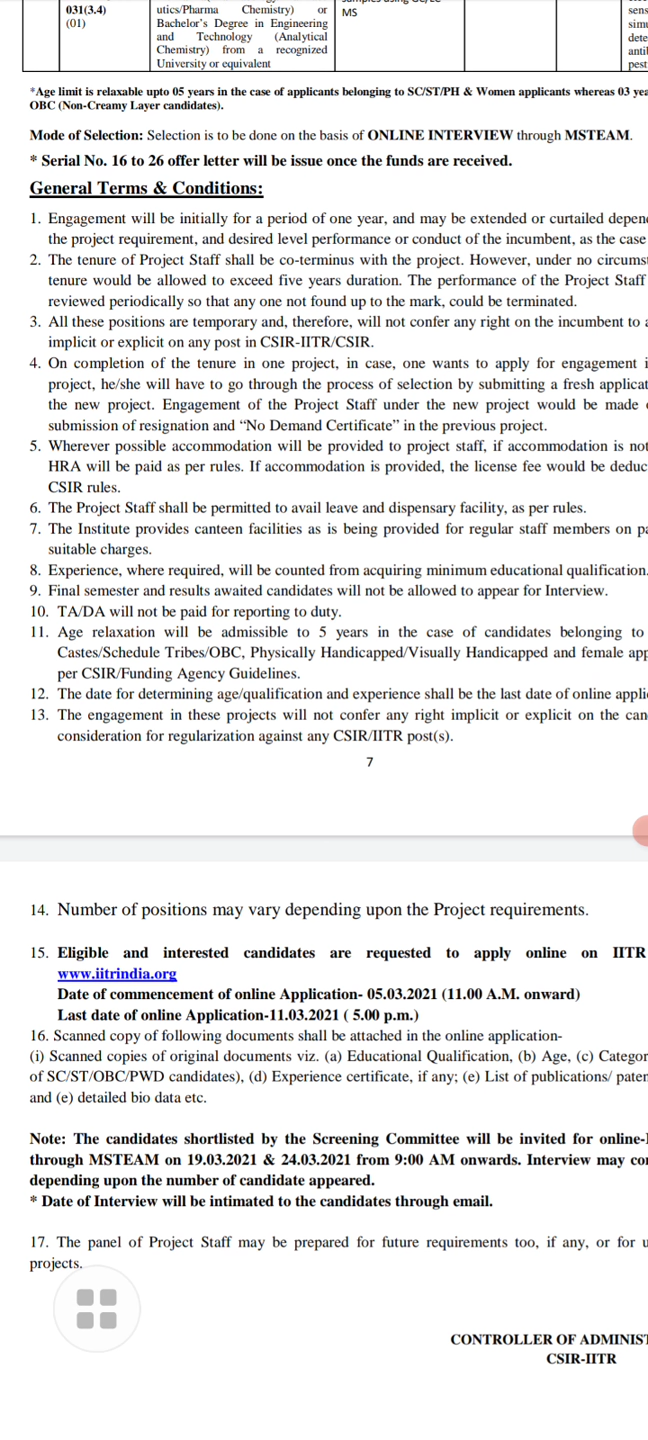 031(3.4)
(01)
utics/Pharma Chemistry) or
Bachelor's Degree in Engineering
and Technology (Analytical
Chemistry) from a recognized
University or equivalent
MS
*Age limit is relaxable upto 05 years in the case of applicants belonging to SC/ST/PH & Women applicants whereas 03
OBC (Non-Creamy Layer candidates).
Mode of Selection: Selection is to be done on the basis of ONLINE INTERVIEW through MSTEAM.
* Serial No. 16 to 26 offer letter will be issue once the funds are received.
General Terms & Conditions:
1. Engagement will be initially for a period of one year, and may be extended or curtailed
the project requirement, and desired level performance or conduct of the incumbent, as the case
2. The tenure of Project Staff shall be co-terminus with the project. However, under no
tenure would be allowed to exceed five years duration. The performance of the Project Staff
reviewed periodically so that any one not found up to the mark, could be terminated.
3. All these positions are temporary and, therefore, will not confer any right on the incumbent to
implicit or explicit on any post in CSIR-IITR/CSIR.
4. On completion of the tenure in one project, in case, one wants to apply for engagement
project, he/she will have to go through the process of selection by submitting a fresh
the new project. Engagement of the Project Staff under the new project would be made
submission of resignation and “No Demand Certificate” in the previous project.
5. Wherever possible accommodation will be provided to project staff, if accommodation is not
HRA will be paid as per rules. If accommodation is provided, the license fee would be
CSIR rules.
6. The Project Staff shall be permitted to avail leave and dispensary facility, as per rules.
7. The Institute provides canteen facilities as is being provided for regular staff members on
suitable charges.
8. Experience, where required, will be counted from acquiring minimum educational qualification.
9. Final semester and results awaited candidates will not be allowed to appear for Interview.
10. TA/DA will not be paid for reporting to duty.
11. Age relaxation will be admissible to 5 years in the case of candidates belonging to
Castes/Schedule Tribes/OBC, Physically Handicapped/Visually Handicapped and female
per CSIR/Funding Agency Guidelines.
12. The date for determining age/qualification and experience shall be the last date of online
13. The engagement in these projects will not confer any right implicit or explicit on the
consideration for regularization against any CSIR/IITR post(s).
7
14. Number of positions may vary depending upon the Project requirements.
15. Eligible and interested candidates are requested to apply online on IITR
www.iitrindia.org
Date of commencement of online Application- 05.03.2021 (11.00 A.M. onward)
Last date of online Application-11.03.2021 ( 5.00 p.m.)
16. Scanned copy of following documents shall be attached in the online application-
(i) Scanned copies of original documents viz. (a) Educational Qualification, (b) Age, (c)
of SC/ST/OBC/PWD candidates), (d) Experience certificate, if any; (e) List of publications/
and (e) detailed bio data etc.
Note: The candidates shortlisted by the Screening Committee will be invited for
through MSTEAM on 19.03.2021 & 24.03.2021 from 9:00 AM onwards. Interview may
depending upon the number of candidate appeared.
* Date of Interview will be intimated to the candidates through email.
17. The panel of Project Staff may be prepared for future requirements too, if any, or for
projects.
CONTROLLER OF
CSIR-IITR